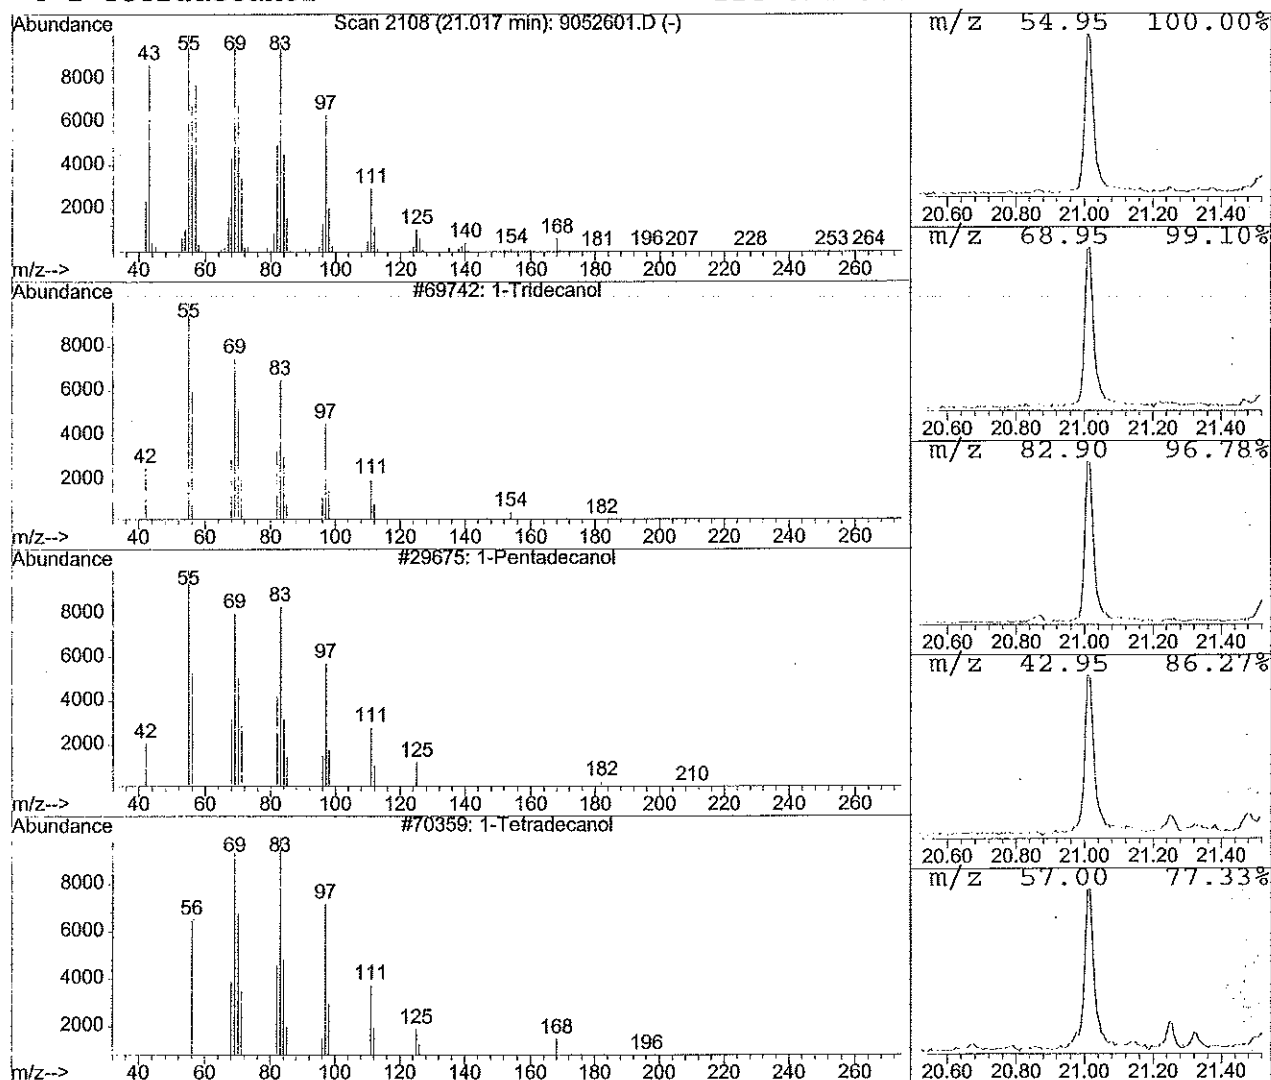 Abundance
Scan 2108 (21.017 min): 9052601.D (-)
43 55 69 83
97
111
125 140 154 168 181 196 207 228 253 264
8000
6000
4000
2000
m/z--> 40 60 80 100 120 140 160 180 200 220 240 260
Abundance
#69742: 1-Tridecanol
55
69
83
97
42
111
154 182
8000
6000
4000
2000
m/z--> 40 60 80 100 120 140 160 180 200 220 240 260
Abundance
#29675: 1-Pentadecanol
55
69 83
97
42
111
125
182 210
8000
6000
4000
2000
m/z--> 40 60 80 100 120 140 160 180 200 220 240 260
Abundance
#70359: 1-Tetradecanol
69 83
56
97
111
125
168 196
8000
6000
4000
2000
m/z--> 40 60 80 100 120 140 160 180 200 220 240 260
m/z 54.95 100.00%
20.60 20.80 21.00 21.20 21.40
m/z 68.95 99.10%
20.60 20.80 21.00 21.20 21.40
m/z 82.90 96.78%
20.60 20.80 21.00 21.20 21.40
m/z 42.95 86.27%
20.60 20.80 21.00 21.20 21.40
m/z 57.00 77.33%
20.60 20.80 21.00 21.20 21.40